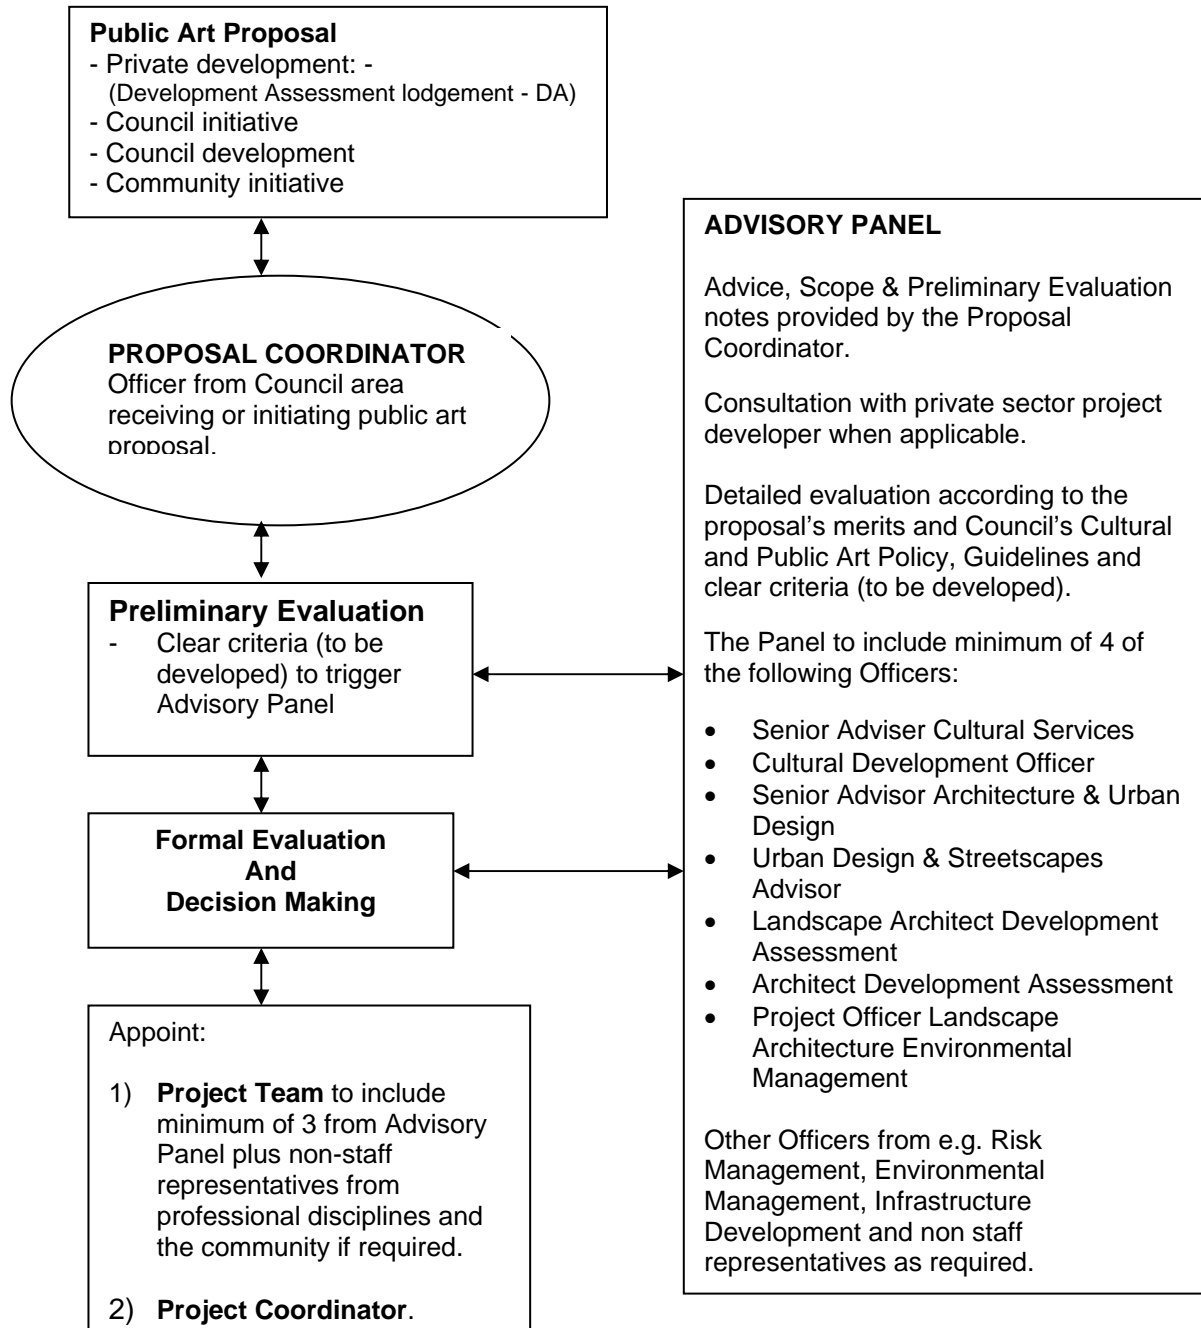 Public Art Proposal
- Private development: -
(Development Assessment lodgement - DA)
- Council initiative
- Council development
- Community initiative
PROPOSAL COORDINATOR
Officer from Council area
receiving or initiating public art
proposal.
Preliminary Evaluation
- Clear criteria (to be
developed) to trigger
Advisory Panel
Formal Evaluation
And
Decision Making
Appoint:
1) Project Team to include
minimum of 3 from Advisory
Panel plus non-staff
representatives from
professional disciplines and
the community if required.
2) Project Coordinator.
ADVISORY PANEL
Advice, Scope & Preliminary Evaluation
notes provided by the Proposal
Coordinator.
Consultation with private sector project
developer when applicable.
Detailed evaluation according to the
proposal's merits and Council's Cultural
and Public Art Policy, Guidelines and
clear criteria (to be developed).
The Panel to include minimum of 4 of
the following Officers:
• Senior Adviser Cultural Services
• Cultural Development Officer
• Senior Advisor Architecture & Urban
Design
• Urban Design & Streetscapes
Advisor
• Landscape Architect Development
Assessment
• Architect Development Assessment
• Project Officer Landscape
Architecture Environmental
Management
Other Officers from e.g. Risk
Management, Environmental
Management, Infrastructure
Development and non staff
representatives as required.